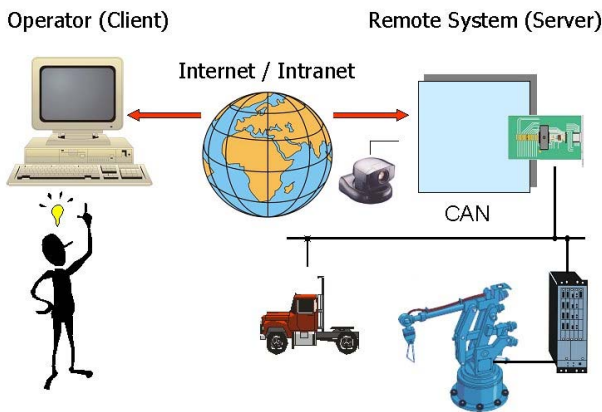 Operator (Client)
Remote System (Server)
Internet / Intranet
CAN